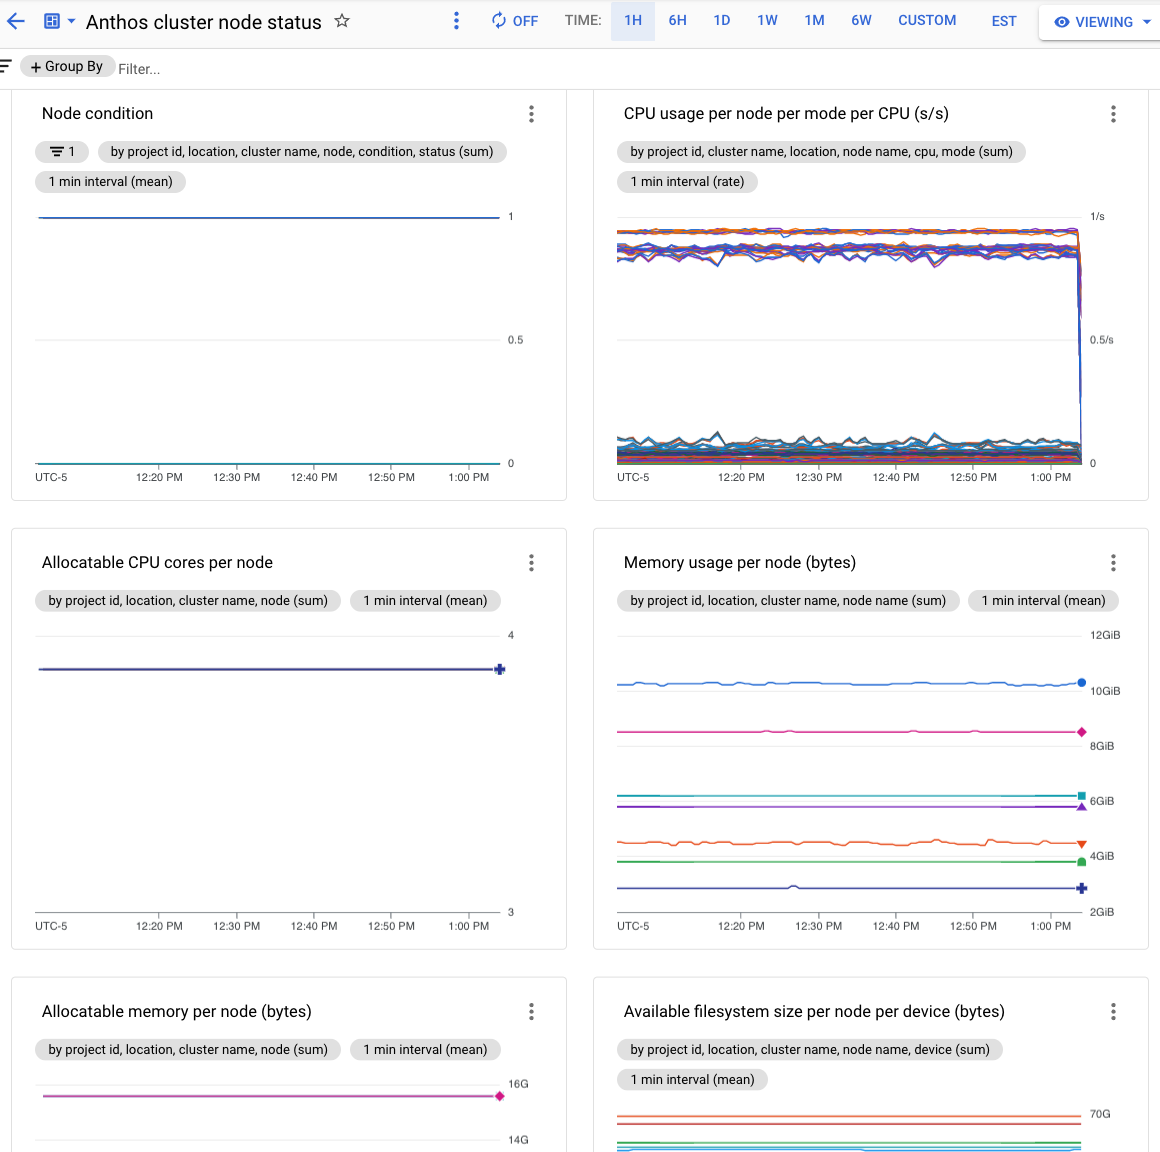 Anthos cluster node status
OFF
TIME:
1H
6H
1D
1W
1M
6W
CUSTOM
EST
VIEWING
+ Group By
Filter...
Node condition
1
by project id, location, cluster name, node, condition, status (sum)
1 min interval (mean)
1
0.5
0
UTC-5
12:20 PM
12:30 PM
12:40 PM
12:50 PM
1:00 PM
CPU usage per node per mode per CPU (s/s)
by project id, cluster name, location, node name, cpu, mode (sum)
1 min interval (rate)
1/s
0.5/s
0
UTC-5
12:20 PM
12:30 PM
12:40 PM
12:50 PM
1:00 PM
Allocatable CPU cores per node
by project id, location, cluster name, node (sum)
1 min interval (mean)
4
3
UTC-5
12:20 PM
12:30 PM
12:40 PM
12:50 PM
1:00 PM
Memory usage per node (bytes)
by project id, location, cluster name, node name (sum)
1 min interval (mean)
12GiB
10GiB
8GiB
6GiB
4GiB
2GiB
UTC-5
12:20 PM
12:30 PM
12:40 PM
12:50 PM
1:00 PM
Allocatable memory per node (bytes)
by project id, location, cluster name, node (sum)
1 min interval (mean)
16G
14G
Available filesystem size per node per device (bytes)
by project id, location, cluster name, node name, device (sum)
1 min interval (mean)
70G